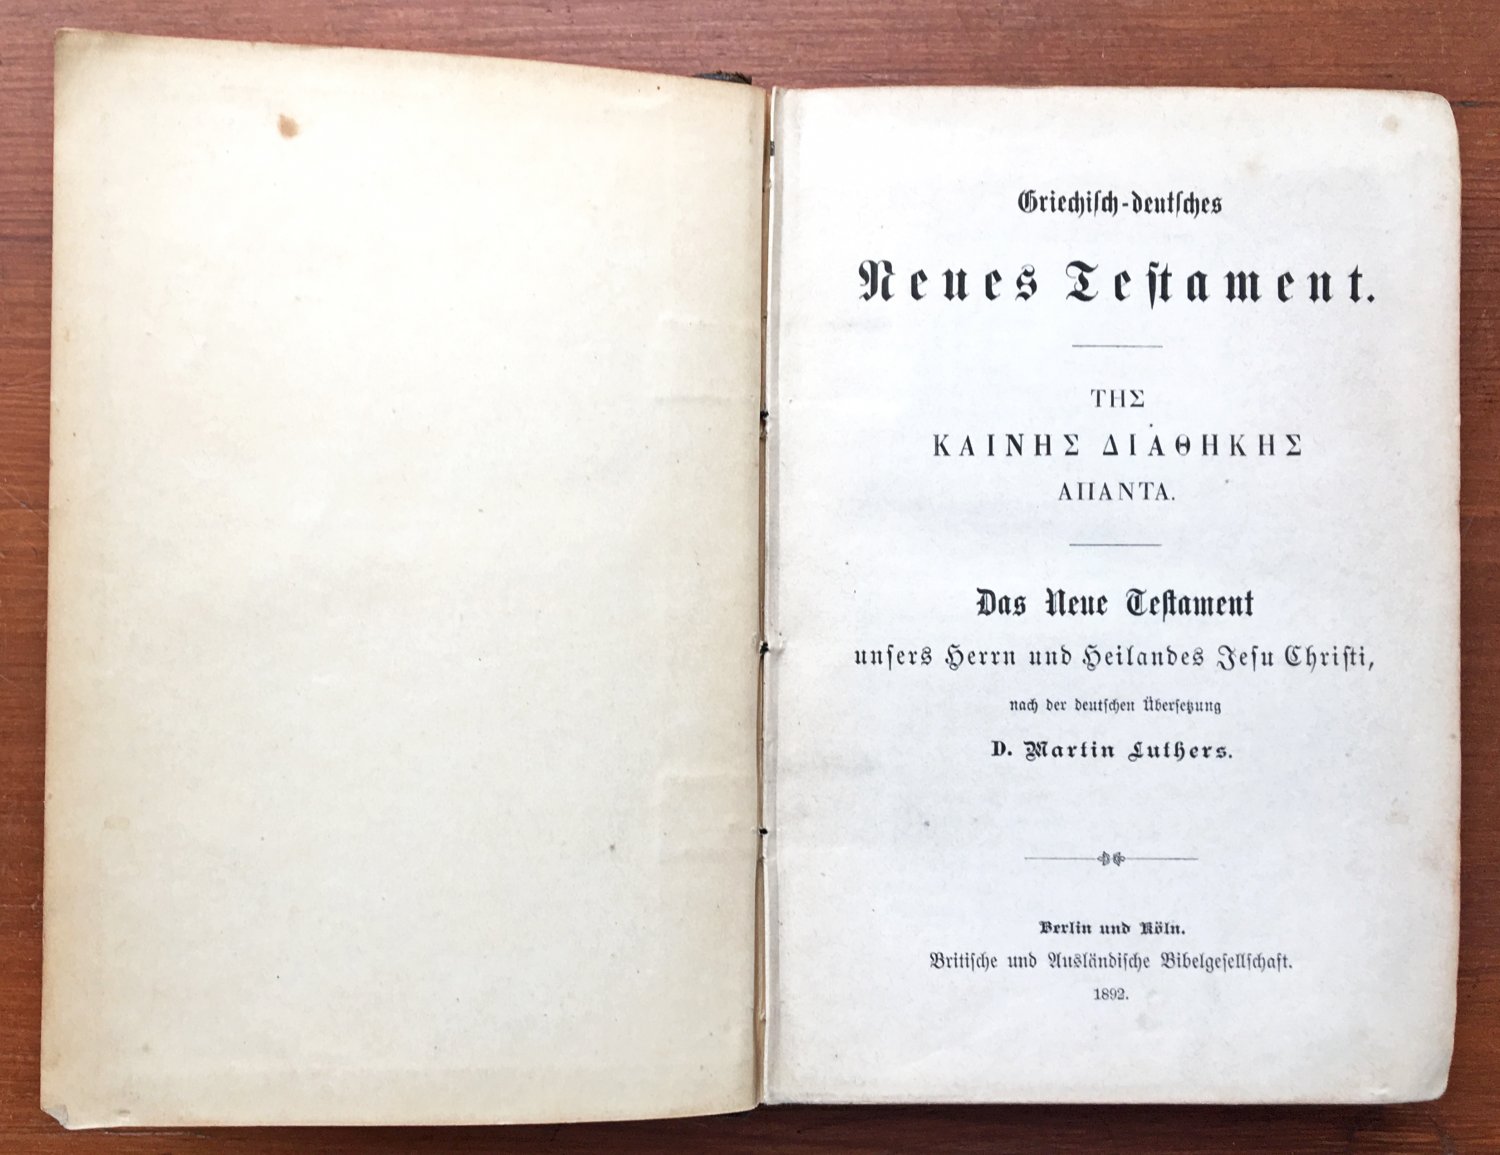 Griechiſch-deutſches
Neues Teſtament.
ΤΗΣ
ΚΑΙΝΗΣ ΔΙΑΘΗΚΗΣ
ΑΠΑΝΤΑ.
Das Neue Teſtament
unſers Herrn und Heilandes Jeſu Chriſti,
nach der deutſchen Überſetzung
D. Martin Luthers.
Berlin und Köln.
Britiſche und Ausländiſche Bibelgeſellſchaft.
1892.